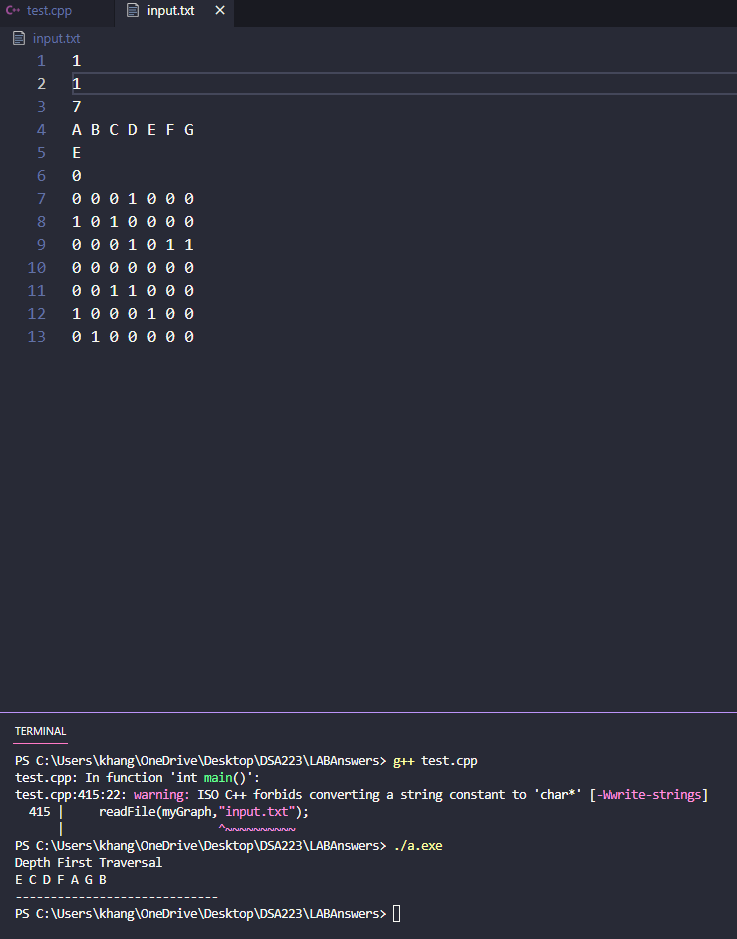 C++ test.cpp input.txt ×
input.txt
1 1
2 1
3 7
4 A B C D E F G
5 E
6 0
7 0 0 0 1 0 0 0
8 1 0 1 0 0 0 0
9 0 0 0 1 0 1 1
10 0 0 0 0 0 0 0
11 0 0 1 1 0 0 0
12 1 0 0 0 1 0 0
13 0 1 0 0 0 0 0
TERMINAL
PS C:\Users\khang\OneDrive\Desktop\DSA223\LABAnswers> g++ test.cpp
test.cpp: In function 'int main()':
test.cpp:415:22: warning: ISO C++ forbids converting a string constant to 'char*' [-Wwrite-strings]
415 | readFile(myGraph,"input.txt");
| ^~~~~~~~~~~
PS C:\Users\khang\OneDrive\Desktop\DSA223\LABAnswers> ./a.exe
Depth First Traversal
E C D F A G B
-----------------------------
PS C:\Users\khang\OneDrive\Desktop\DSA223\LABAnswers>